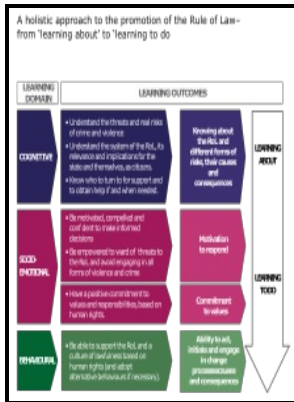 A holistic approach to the promotion of the Rule of Law–
from ‘learning about’ to ‘learning to do
LEARNING
DOMAIN
LEARNING OUTCOMES
COGNITIVE
• Understand the threats and real risks
of crime and violence
• Understand the system of the RoL, its
relevance and implications for the
state and themselves, as citizens
• Know who to turn to for support and
to obtain help if and when needed.
Knowing about
the RoL and
different forms of
risks, their causes
and
consequences
LEARNING
ABOUT
SOCIO-
EMOTIONAL
• Be motivated, compelled and
confident to make informed
decisions
• Be empowered to ward of threats to
the RoL and avoid engaging in all
forms of violence and crime
Motivation
to respond
• Have a positive commitment to
values and responsibilities, based on
human rights.
Commitment
to values
LEARNING
TO DO
BEHAVIOURAL
• Be able to support the RoL and a
culture of lawfulness based on
human rights (and adopt
alternative behaviours if necessary).
Ability to act,
initiate and engage
in change
processes
and consequences